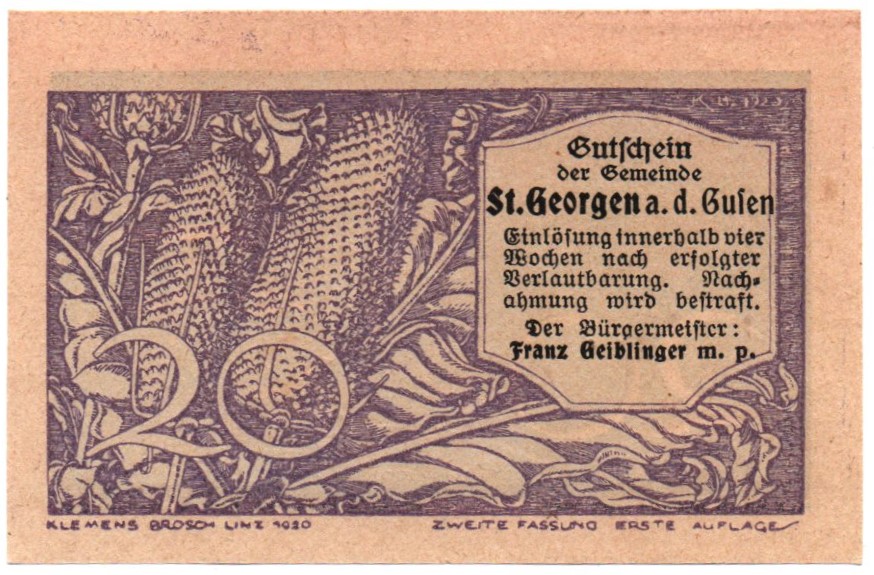 Gutschein
der Gemeinde
St. Georgen a. d. Gusen
Einlösung innerhalb vier
Wochen nach erfolgter
Verlautbarung. Nach-
ahmung wird bestraft.
Der Bürgermeister:
Franz Geiblinger m. p.
20
KLEMENS BROSCH LINZ 1920
ZWEITE FASSUNG ERSTE AUFLAGE